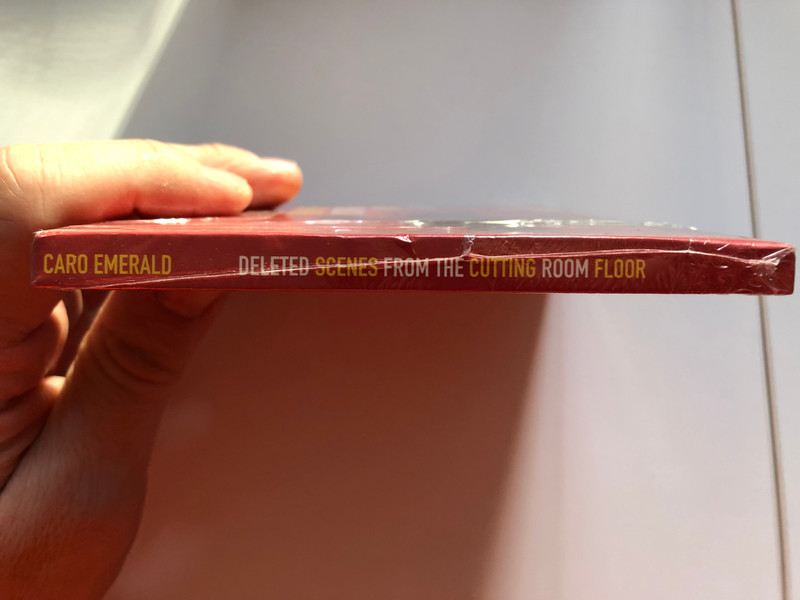 CARO EMERALD DELETED SCENES FROM THE CUTTING ROOM FLOOR